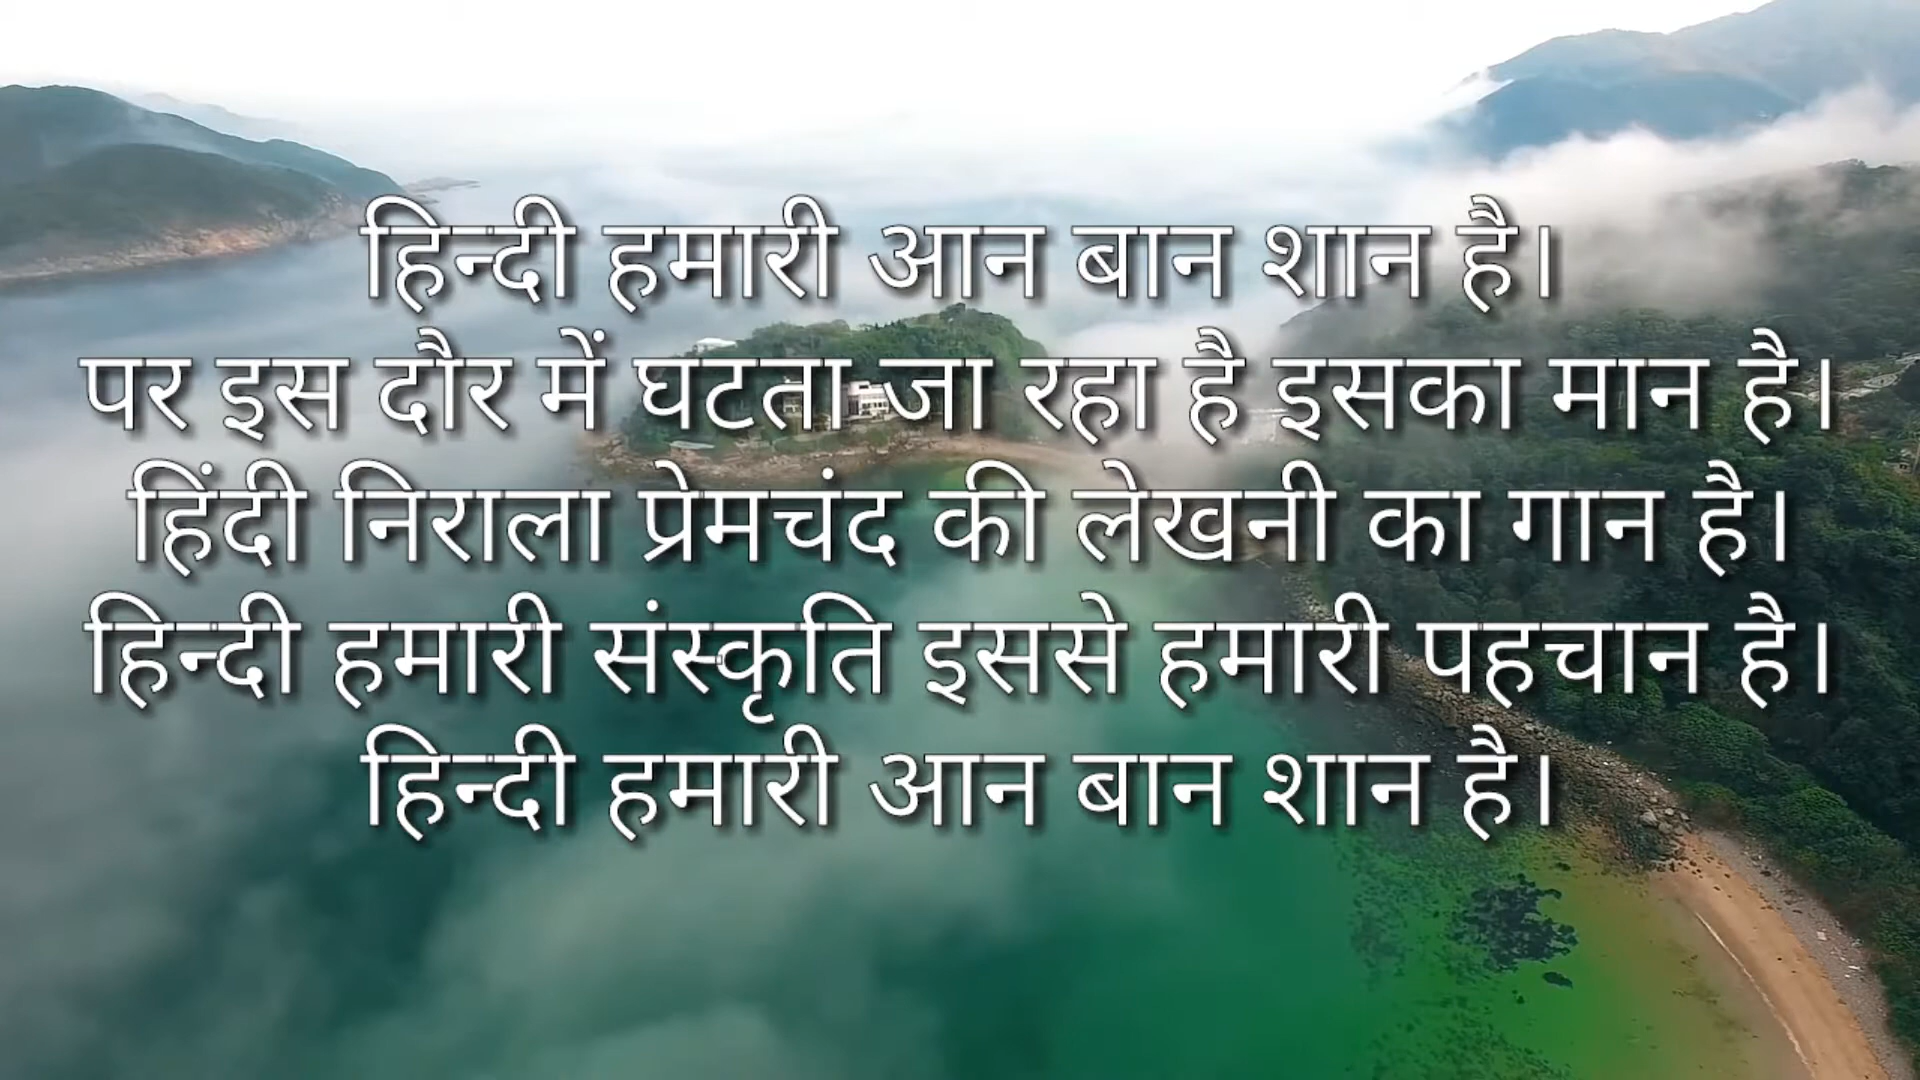 हिन्दी हमारी आन बान शान है।
पर इस दौर में घटता जा रहा है इसका मान है।
हिंदी निराला प्रेमचंद की लेखनी का गान है।
हिन्दी हमारी संस्कृति इससे हमारी पहचान है।
हिन्दी हमारी आन बान शान है।